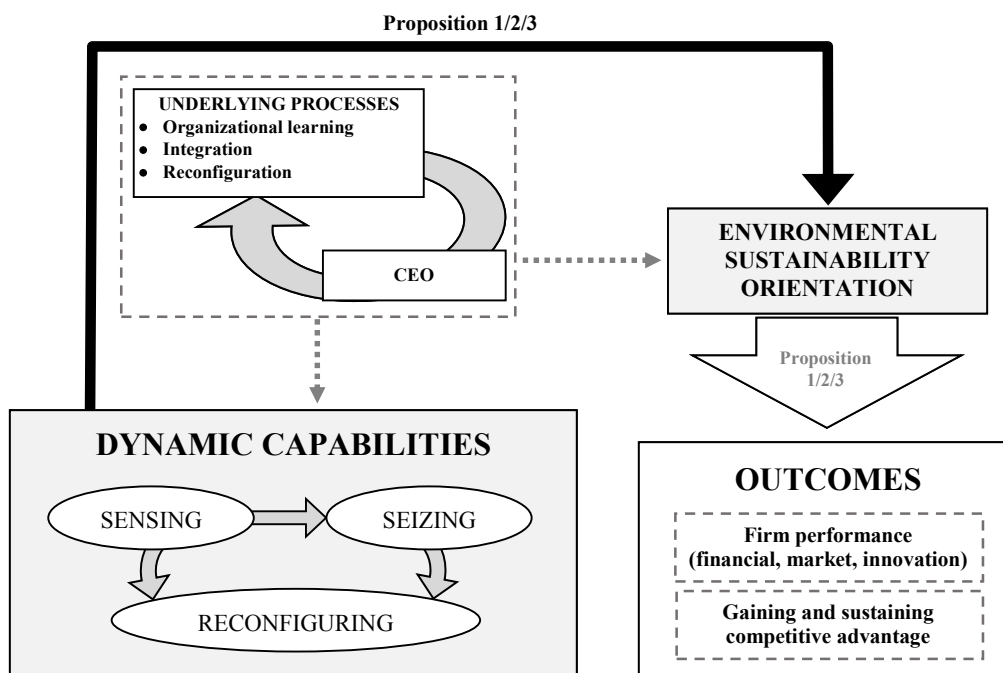 Proposition 1/2/3
UNDERLYING PROCESSES
• Organizational learning
• Integration
• Reconfiguration
CEO
ENVIRONMENTAL
SUSTAINABILITY
ORIENTATION
Proposition
1/2/3
DYNAMIC CAPABILITIES
SENSING
SEIZING
RECONFIGURING
OUTCOMES
Firm performance
(financial, market, innovation)
Gaining and sustaining
competitive advantage